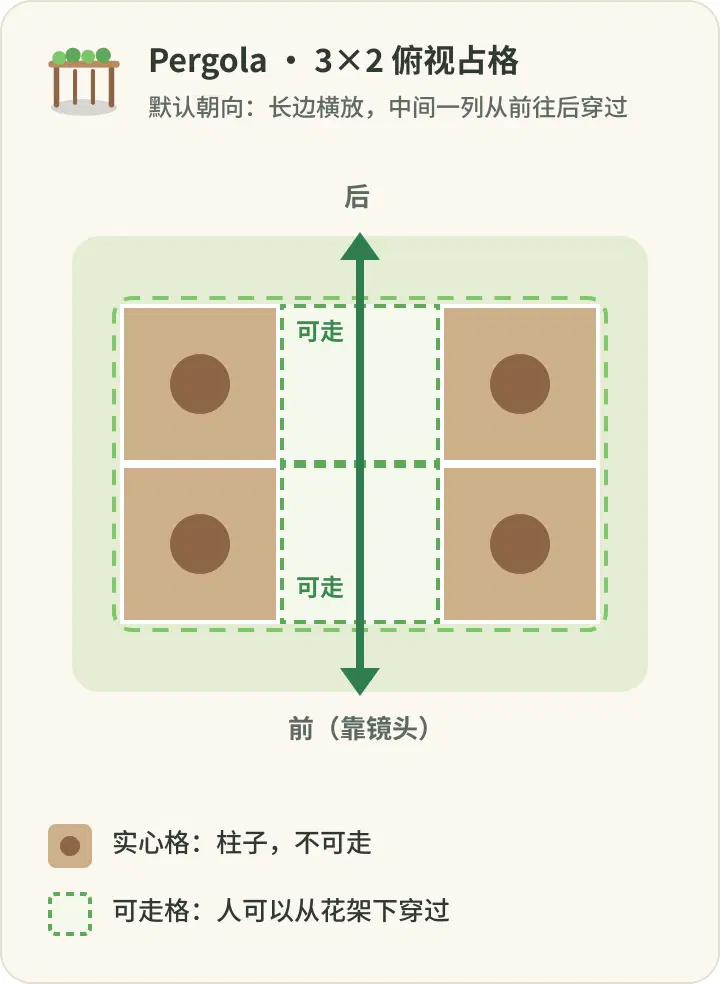 Pergola · 3×2 俯视占格
默认朝向：长边横放，中间一列从前往后穿过
后
可走
可走
前（靠镜头）
实心格：柱子，不可走
可走格：人可以从花架下穿过